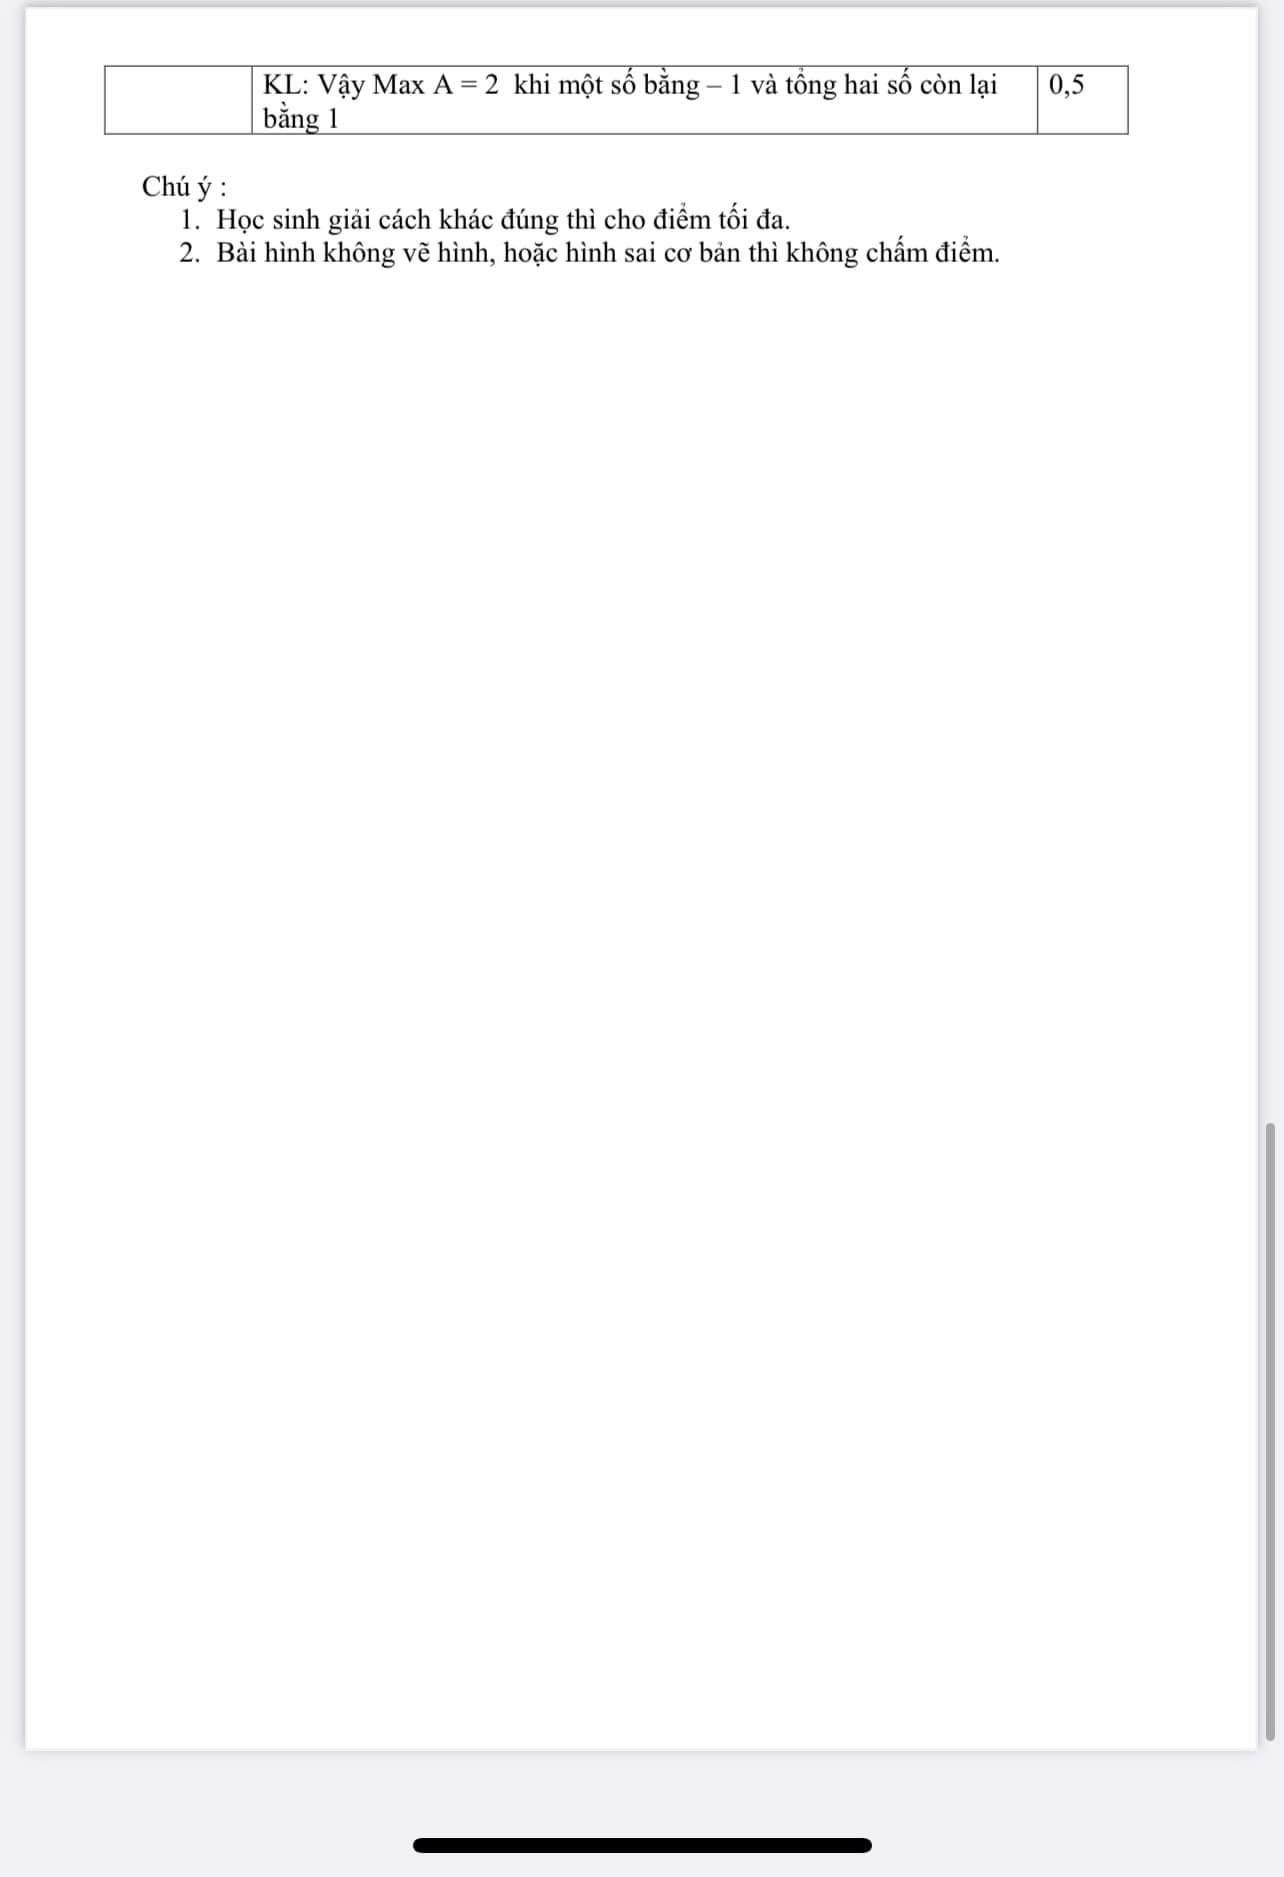 KL: Vậy Max A = 2 khi một số bằng – 1 và tổng hai số còn lại
bằng 1
0,5
Chú ý :
1. Học sinh giải cách khác đúng thì cho điểm tối đa.
2. Bài hình không vẽ hình, hoặc hình sai cơ bản thì không chấm điểm.